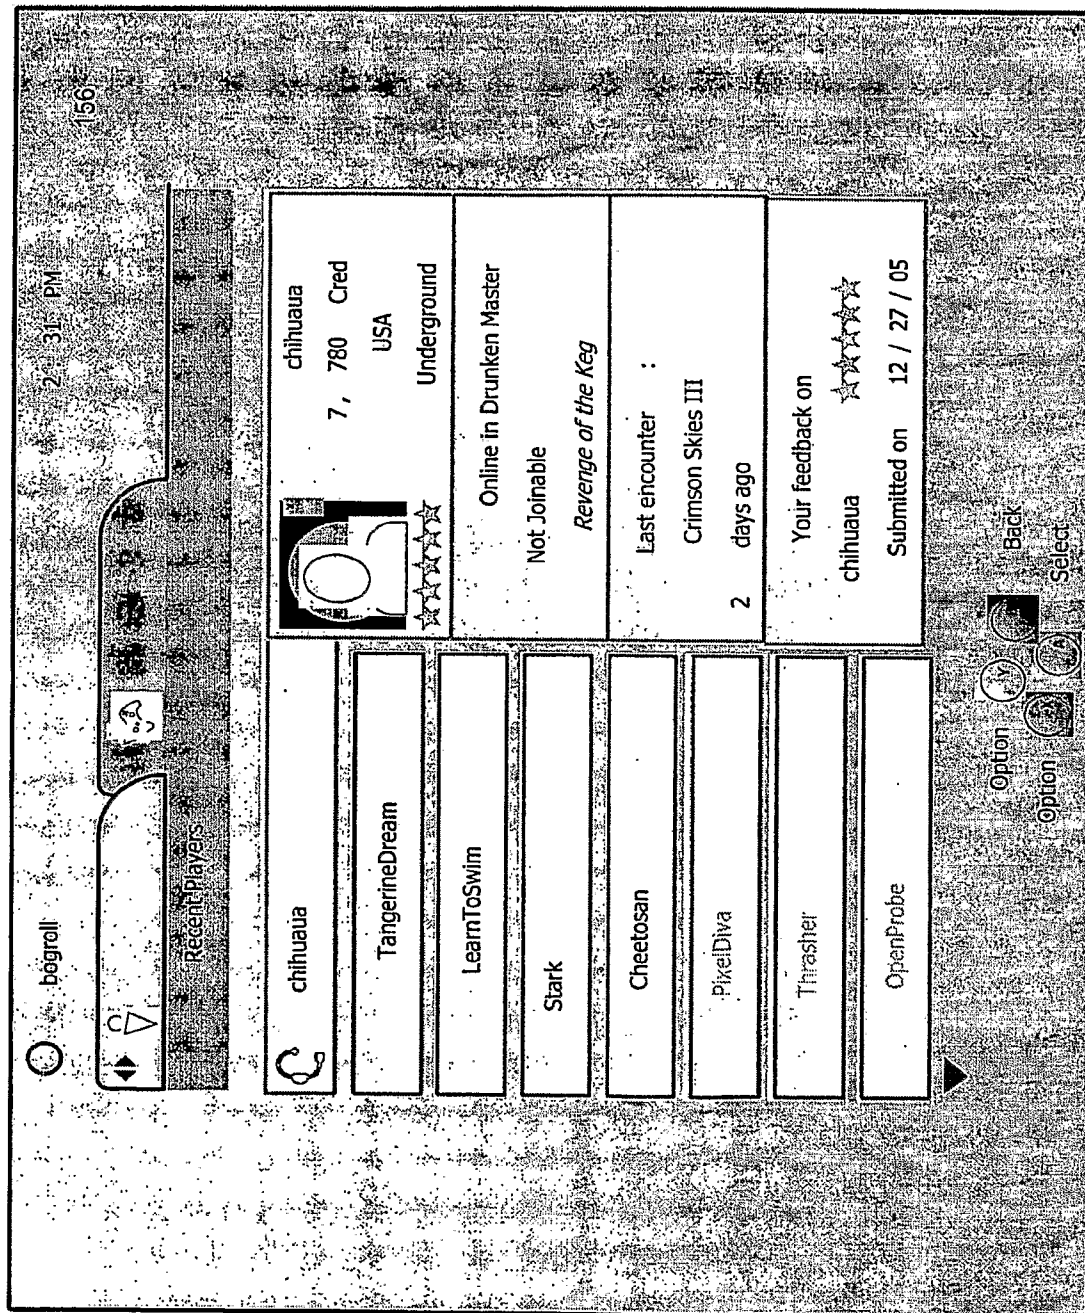 bogroll
2 31 PM
156
Recent Players
chihuaua
TangerineDream
LearnToSwim
Stark
Cheetosan
PixelDiva
Thrasher
OpenProbe
chihuaua
7, 780 Cred
USA
Underground
Online in Drunken Master
Not Joinable
Revenge of the Keg
Last encounter :
Crimson Skies III
2 days ago
Your feedback on
chihuaua
Submitted on 12 / 27 / 05
Option Y Back
Option A Select